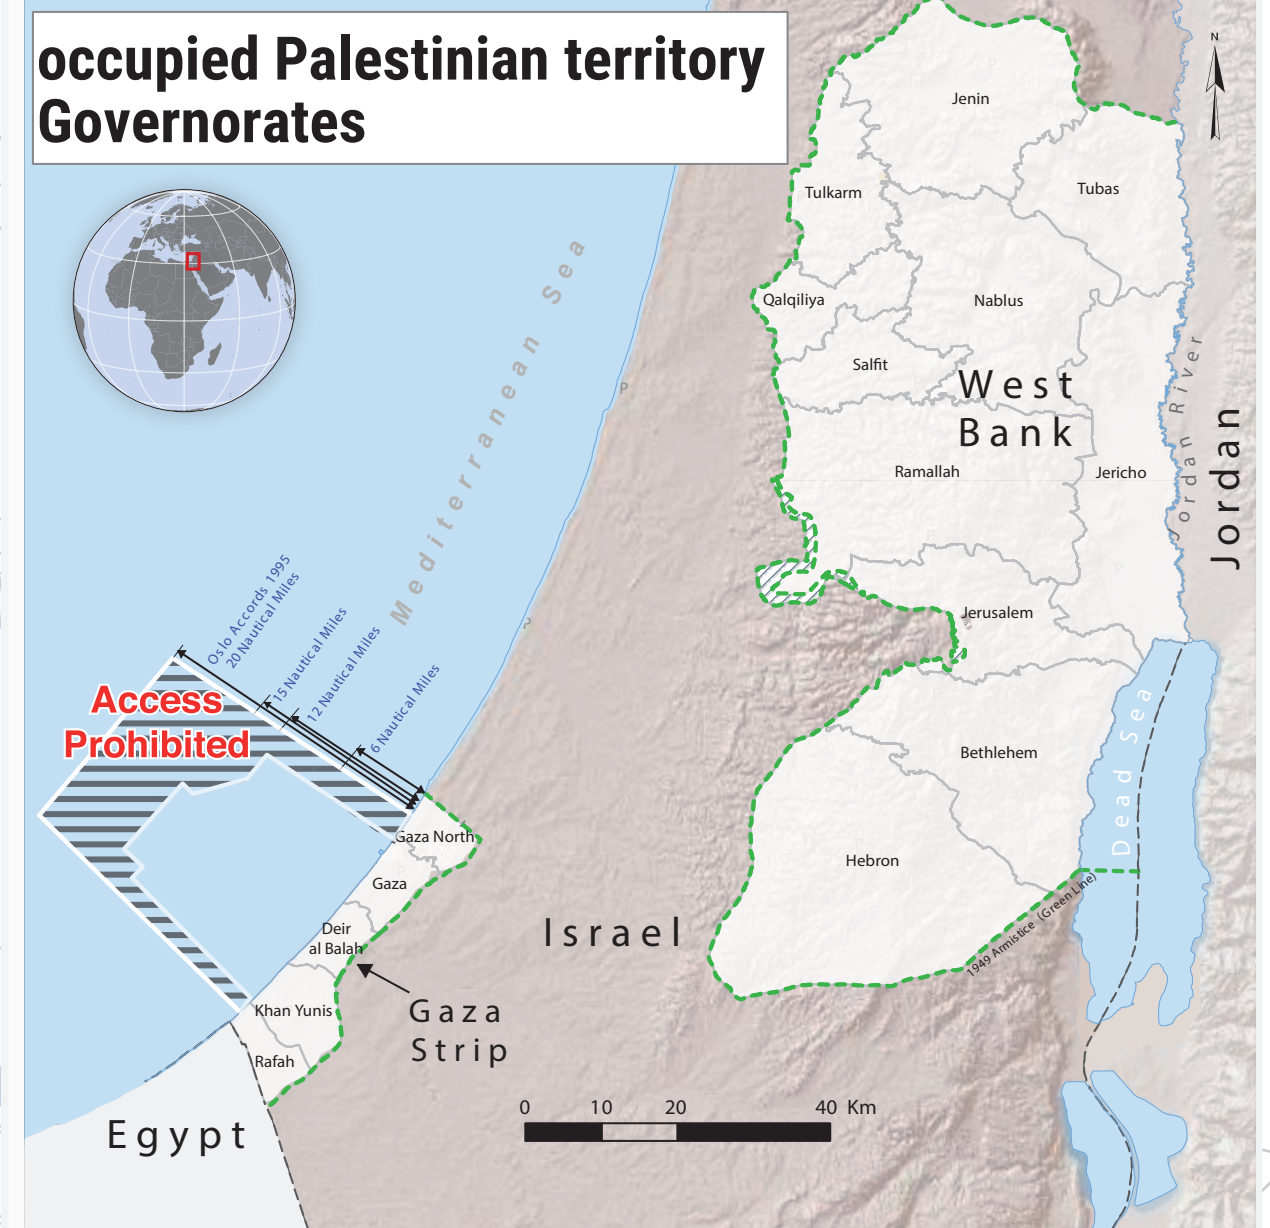 occupied Palestinian territory
Governorates
N
Jenin
Tubas
Tulkarm
Qalqiliya
Nablus
Salfit
West
Bank
Ramallah
Jericho
Jordan River
Jordan
Mediterranean Sea
P
Oslo Accords 1995
20 Nautical Miles
15 Nautical Miles
12 Nautical Miles
6 Nautical Miles
Access
Prohibited
Jerusalem
Bethlehem
Dead Sea
Hebron
1949 Armistice (Green Line)
Gaza North
Gaza
Deir
al Balah
Israel
Khan Yunis
Gaza
Strip
Rafah
Egypt
0 10 20 40 Km